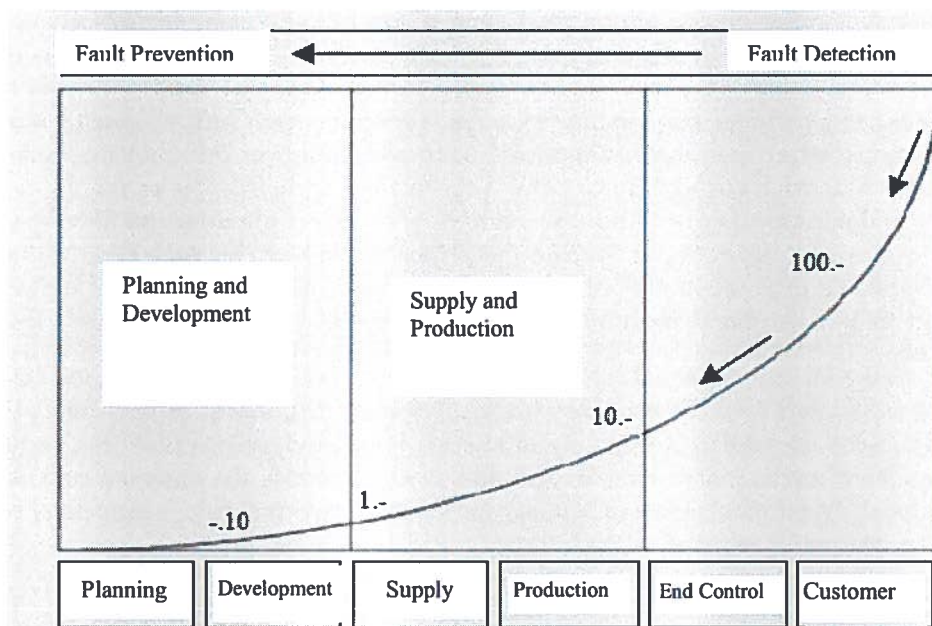 Fault Prevention
Fault Detection
Planning and
Development
Supply and
Production
100.-
10.-
1.-
-.10
Planning
Development
Supply
Production
End Control
Customer